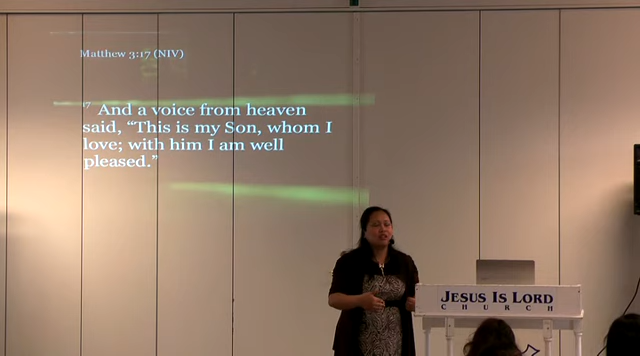 Matthew 3:17 (NIV)
17 And a voice from heaven
said, “This is my Son, whom I
love; with him I am well
pleased.”
JESUS IS LORD
CHURCH